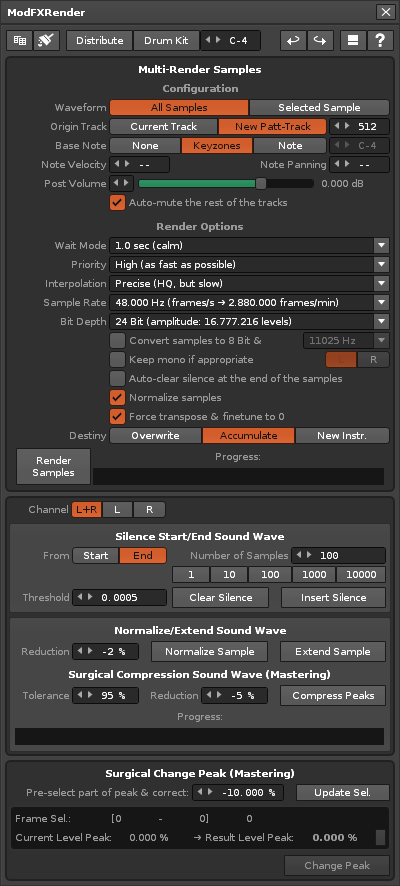 ModFXRender
Distribute Drum Kit C-4 ?
Multi-Render Samples
Configuration
Waveform All Samples Selected Sample
Origin Track Current Track New Patt-Track 512
Base Note None Keyzones Note C-4
Note Velocity -- Note Panning --
Post Volume 0.000 dB
Auto-mute the rest of the tracks
Render Options
Wait Mode 1.0 sec (calm)
Priority High (as fast as possible)
Interpolation Precise (HQ, but slow)
Sample Rate 48.000 Hz (frames/s → 2.880.000 frames/min)
Bit Depth 24 Bit (amplitude: 16.777.216 levels)
Convert samples to 8 Bit & 11025 Hz
Keep mono if appropriate L R
Auto-clear silence at the end of the samples
Normalize samples
Force transpose & finetune to 0
Destiny Overwrite Accumulate New Instr.
Render Samples Progress:
Channel L+R L R
Silence Start/End Sound Wave
From Start End Number of Samples 100
1 10 100 1000 10000
Threshold 0.0005 Clear Silence Insert Silence
Normalize/Extend Sound Wave
Reduction -2 % Normalize Sample Extend Sample
Surgical Compression Sound Wave (Mastering)
Tolerance 95 % Reduction -5 % Compress Peaks
Progress:
Surgical Change Peak (Mastering)
Pre-select part of peak & correct: -10.000 % Update Sel.
Frame Sel.: [0 - 0] 0
Current Level Peak: 0.000 % → Result Level Peak: 0.000 %
Change Peak